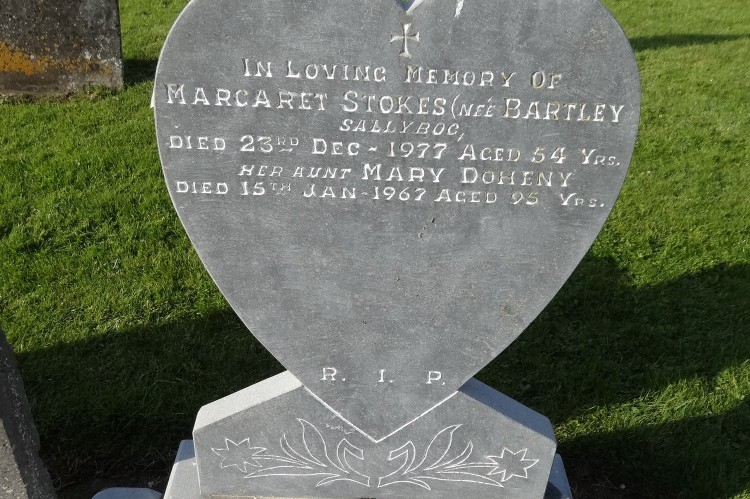 IN LOVING MEMORY OF
MARGARET STOKES (NEÉ BARTLEY
SALLYBOG,
DIED 23RD DEC - 1977 AGED 54 YRS.
HER AUNT MARY DOHENY
DIED 15TH JAN - 1967 AGED 95 YRS.
R. I. P.